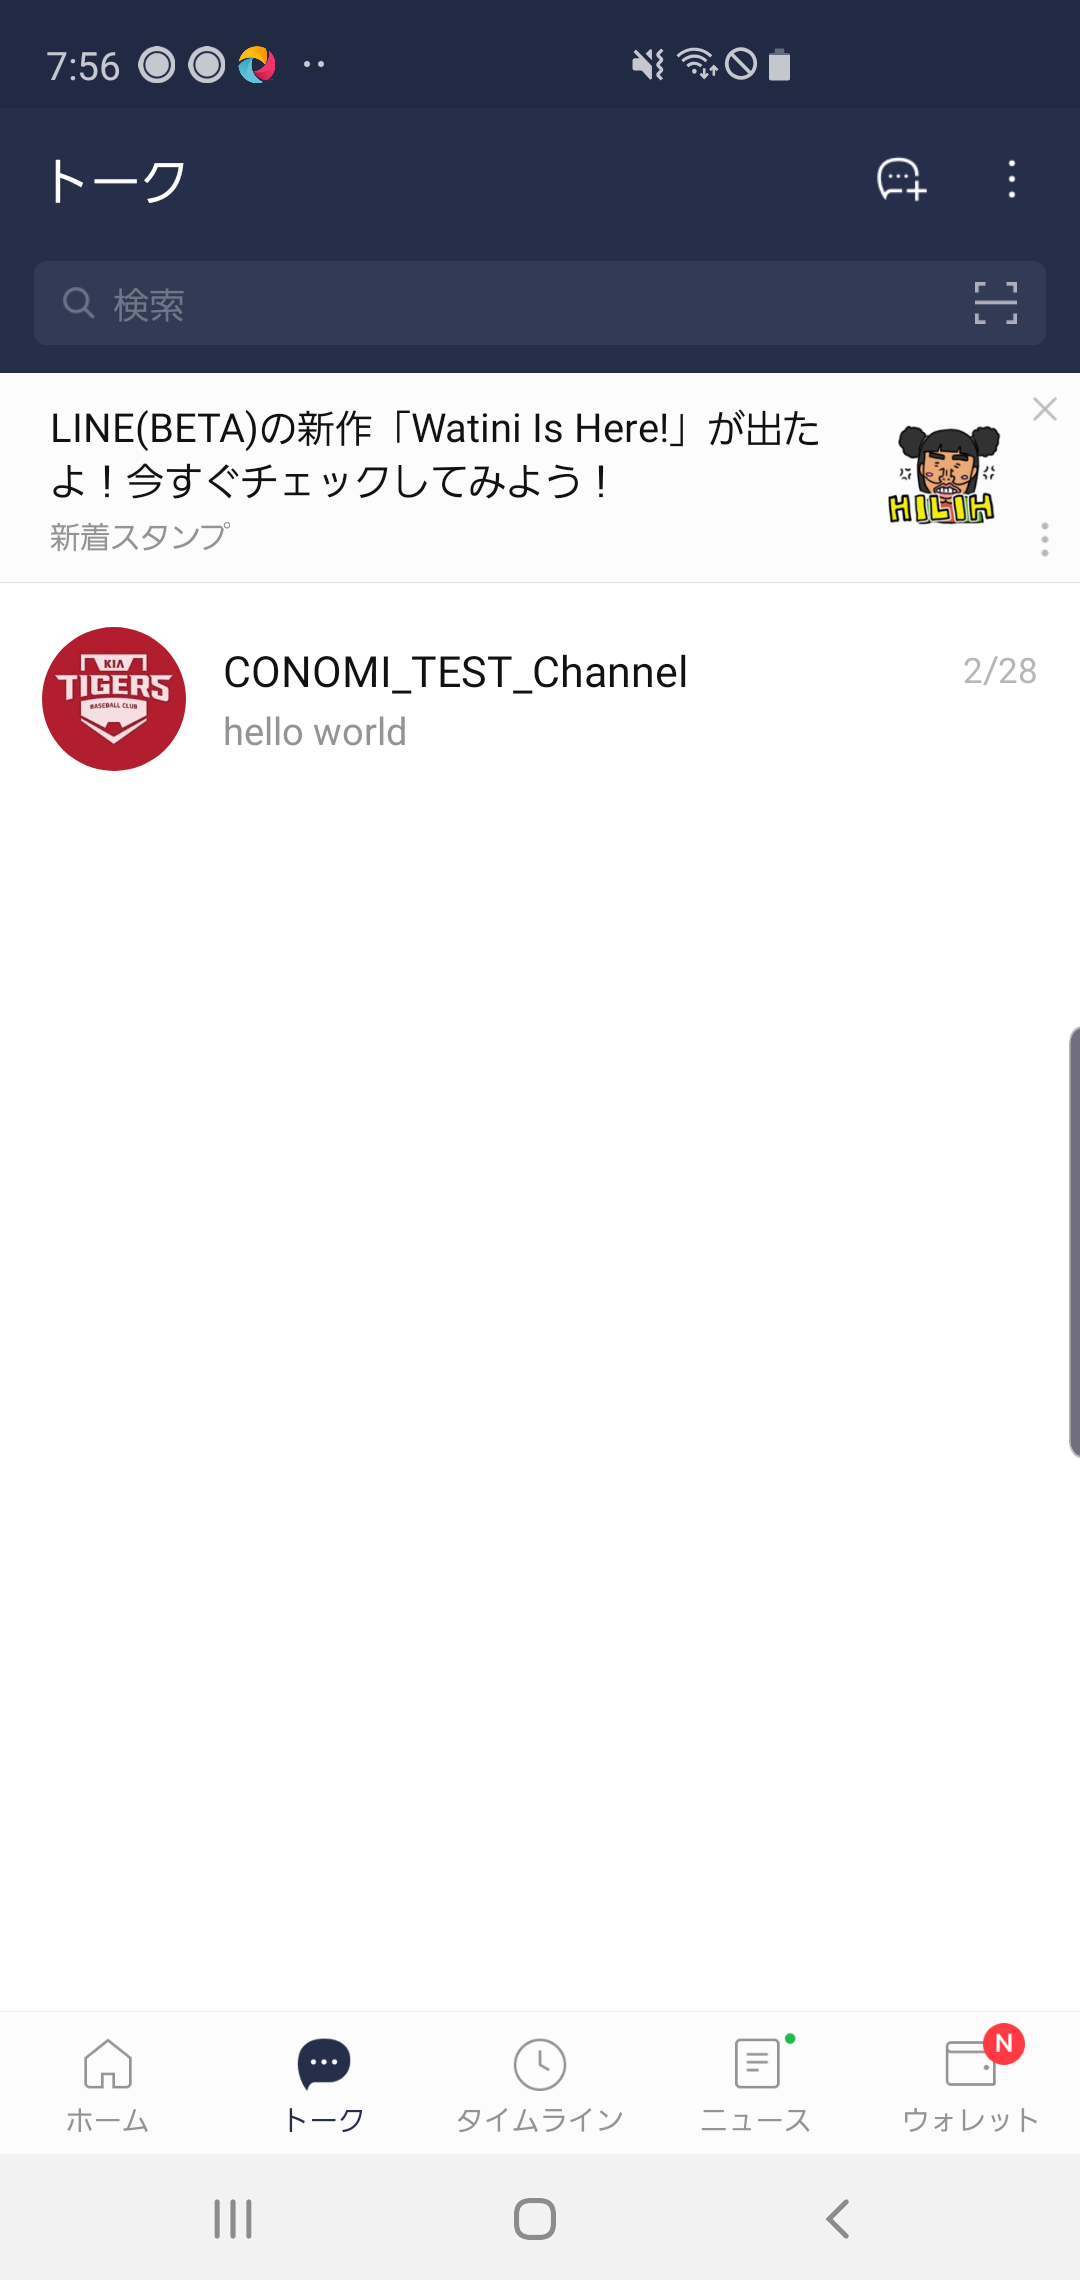 7:56
トーク
検索
LINE(BETA)の新作「Watini Is Here!」が出た
よ！今すぐチェックしてみよう！
新着スタンプ
HILIH
KIA
TIGERS
BASEBALL CLUB
CONOMI_TEST_Channel
2/28
hello world
N
ホーム
トーク
タイムライン
ニュース
ウォレット